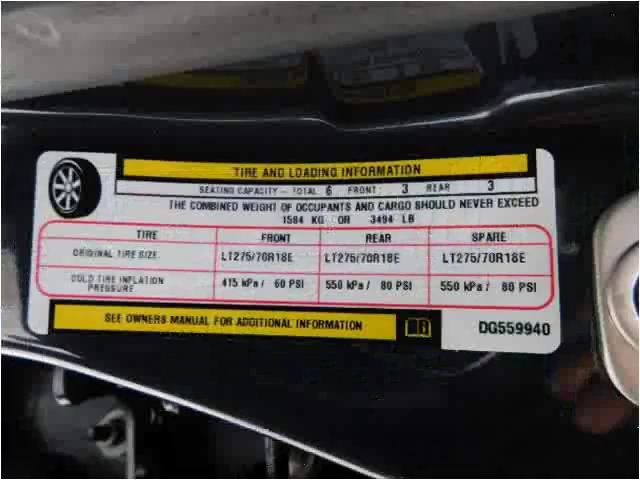 TIRE AND LOADING INFORMATION
SEATING CAPACITY - TOTAL 6 FRONT: 3 REAR 3
THE COMBINED WEIGHT OF OCCUPANTS AND CARGO SHOULD NEVER EXCEED
1584 KG OR 3494 LB
TIRE FRONT REAR SPARE
ORIGINAL TIRE SIZE LT275/70R18E LT275/70R18E LT275/70R18E
COLD TIRE INFLATION PRESSURE 415 kPa / 60 PSI 550 kPa / 80 PSI 550 kPa / 80 PSI
SEE OWNERS MANUAL FOR ADDITIONAL INFORMATION DG559940